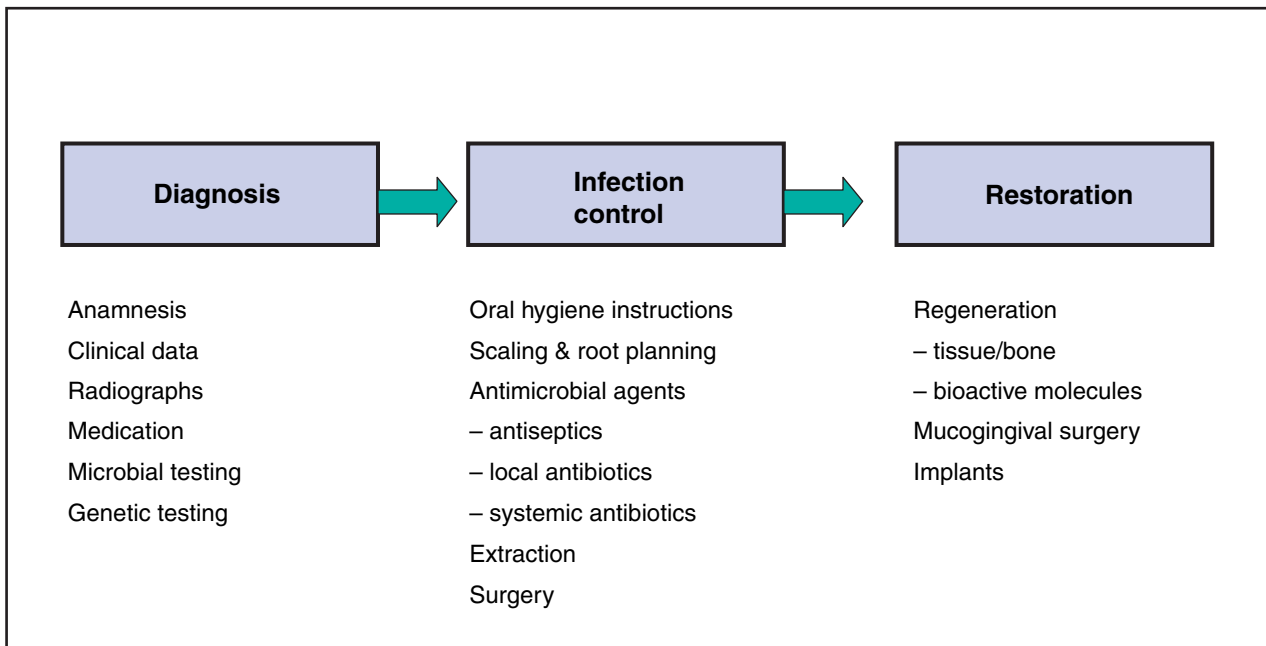 Diagnosis
Infection
control
Restoration
Anamnesis
Clinical data
Radiographs
Medication
Microbial testing
Genetic testing
Oral hygiene instructions
Scaling & root planning
Antimicrobial agents
– antiseptics
– local antibiotics
– systemic antibiotics
Extraction
Surgery
Regeneration
– tissue/bone
– bioactive molecules
Mucogingival surgery
Implants